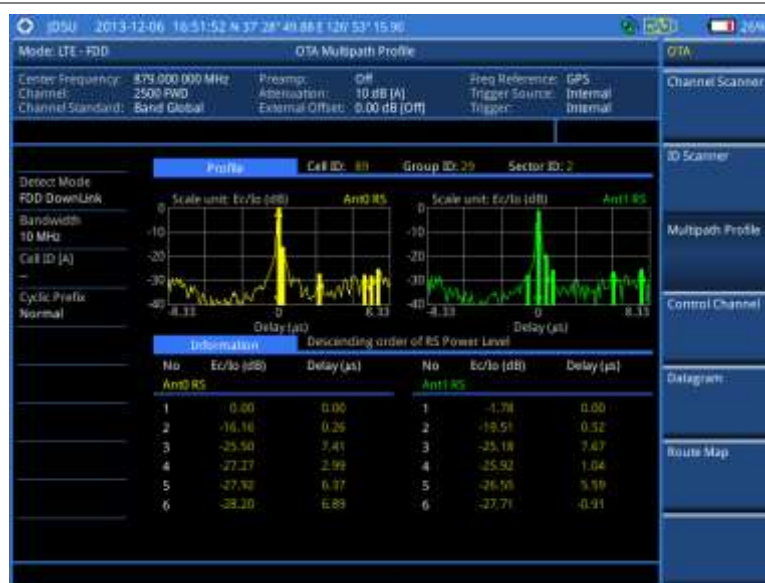 JDSU 2013-12-06 16:51:52 N 37° 28' 49.88 E 126° 53' 15.90 26%
Mode: LTE - FDD OTA Multipath Profile OTA
Center Frequency: 879.000 000 MHz Preamp: Off Freq Reference: GPS
Channel: 2500 FWD Attenuation: 10 dB [A] Trigger Source: Internal
Channel Standard: Band Global External Offset: 0.00 dB [Off] Trigger: Internal
Channel Scanner
ID Scanner
Multipath Profile
Control Channel
Datagram
Route Map
Detect Mode
FDD DownLink
Bandwidth
10 MHz
Cell ID [A]
--
Cyclic Prefix
Normal
Profile Cell ID: 89 Group ID: 29 Sector ID: 2
Scale unit: Ec/Io (dB) Ant0 RS
0
-10
-20
-30
-40
-8.33 0 8.33
Delay (µs)
Scale unit: Ec/Io (dB) Ant1 RS
0
-10
-20
-30
-40
-8.33 0 8.33
Delay (µs)
Information Descending order of RS Power Level
No Ec/Io (dB) Delay (µs) No Ec/Io (dB) Delay (µs)
Ant0 RS Ant1 RS
1 0.00 0.00 1 -1.78 0.00
2 -16.16 0.26 2 -19.51 0.52
3 -25.50 7.41 3 -25.18 7.67
4 -27.27 2.99 4 -25.92 1.04
5 -27.92 6.37 5 -26.55 5.59
6 -28.20 6.89 6 -27.71 -0.91